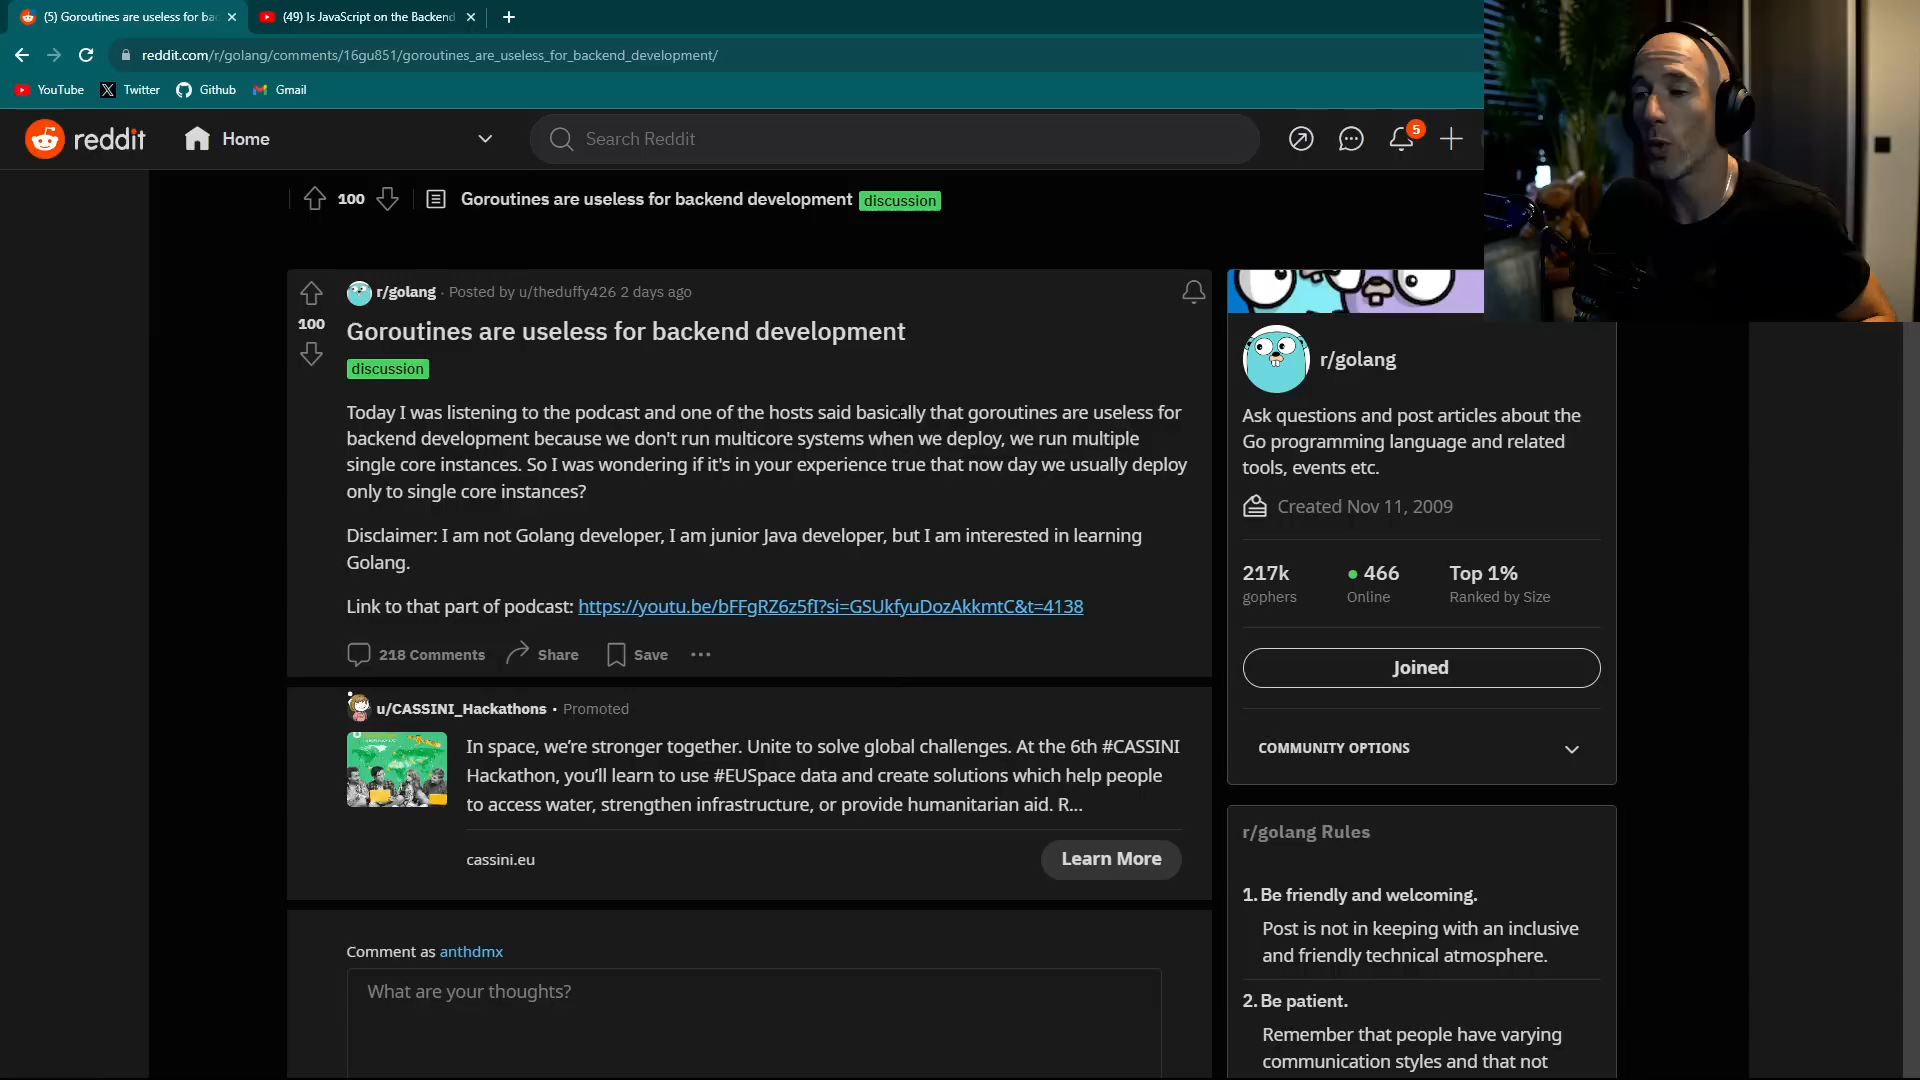 (5) Goroutines are useless for bac
(49) Is JavaScript on the Backend
reddit.com/r/golang/comments/16gu851/goroutines_are_useless_for_backend_development/
YouTube
Twitter
Github
Gmail
reddit
Home
Search Reddit
5
100
Goroutines are useless for backend development
discussion
r/golang · Posted by u/theduffy426 2 days ago
100
Goroutines are useless for backend development
discussion
Today I was listening to the podcast and one of the hosts said basically that goroutines are useless for
backend development because we don't run multicore systems when we deploy, we run multiple
single core instances. So I was wondering if it's in your experience true that now day we usually deploy
only to single core instances?
Disclaimer: I am not Golang developer, I am junior Java developer, but I am interested in learning
Golang.
Link to that part of podcast: https://youtu.be/bFFgRZ6z5fI?si=GSUkfyuDozAkkmtC&t=4138
218 Comments
Share
Save
u/CASSINI_Hackathons • Promoted
In space, we’re stronger together. Unite to solve global challenges. At the 6th #CASSINI
Hackathon, you’ll learn to use #EUSpace data and create solutions which help people
to access water, strengthen infrastructure, or provide humanitarian aid. R...
cassini.eu
Learn More
Comment as anthdmx
What are your thoughts?
r/golang
Ask questions and post articles about the
Go programming language and related
tools, events etc.
Created Nov 11, 2009
217k
gophers
466
Online
Top 1%
Ranked by Size
Joined
COMMUNITY OPTIONS
r/golang Rules
1. Be friendly and welcoming.
Post is not in keeping with an inclusive
and friendly technical atmosphere.
2. Be patient.
Remember that people have varying
communication styles and that not